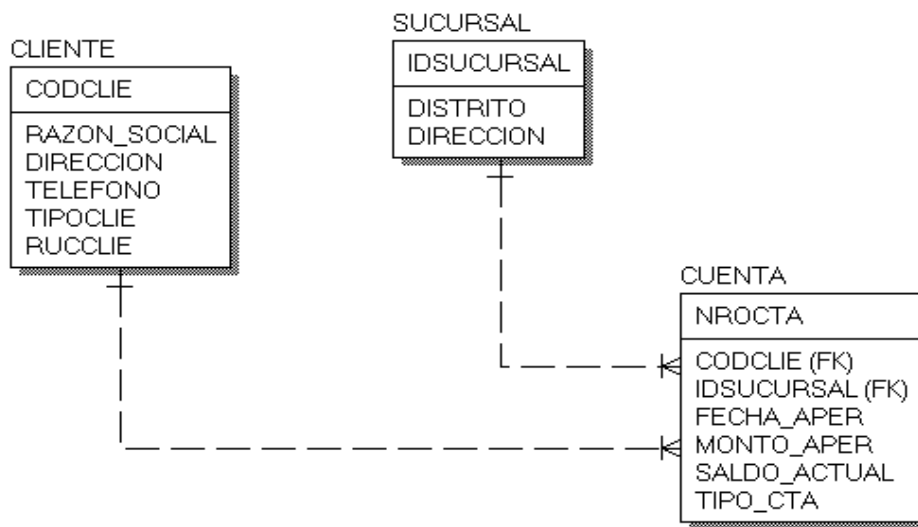 CLIENTE
CODCLIE
RAZON_SOCIAL
DIRECCION
TELEFONO
TIPOCLIE
RUCCLIE
SUCURSAL
IDSUCURSAL
DISTRITO
DIRECCION
CUENTA
NROCTA
CODCLIE (FK)
IDSUCURSAL (FK)
FECHA_APER
MONTO_APER
SALDO_ACTUAL
TIPO_CTA